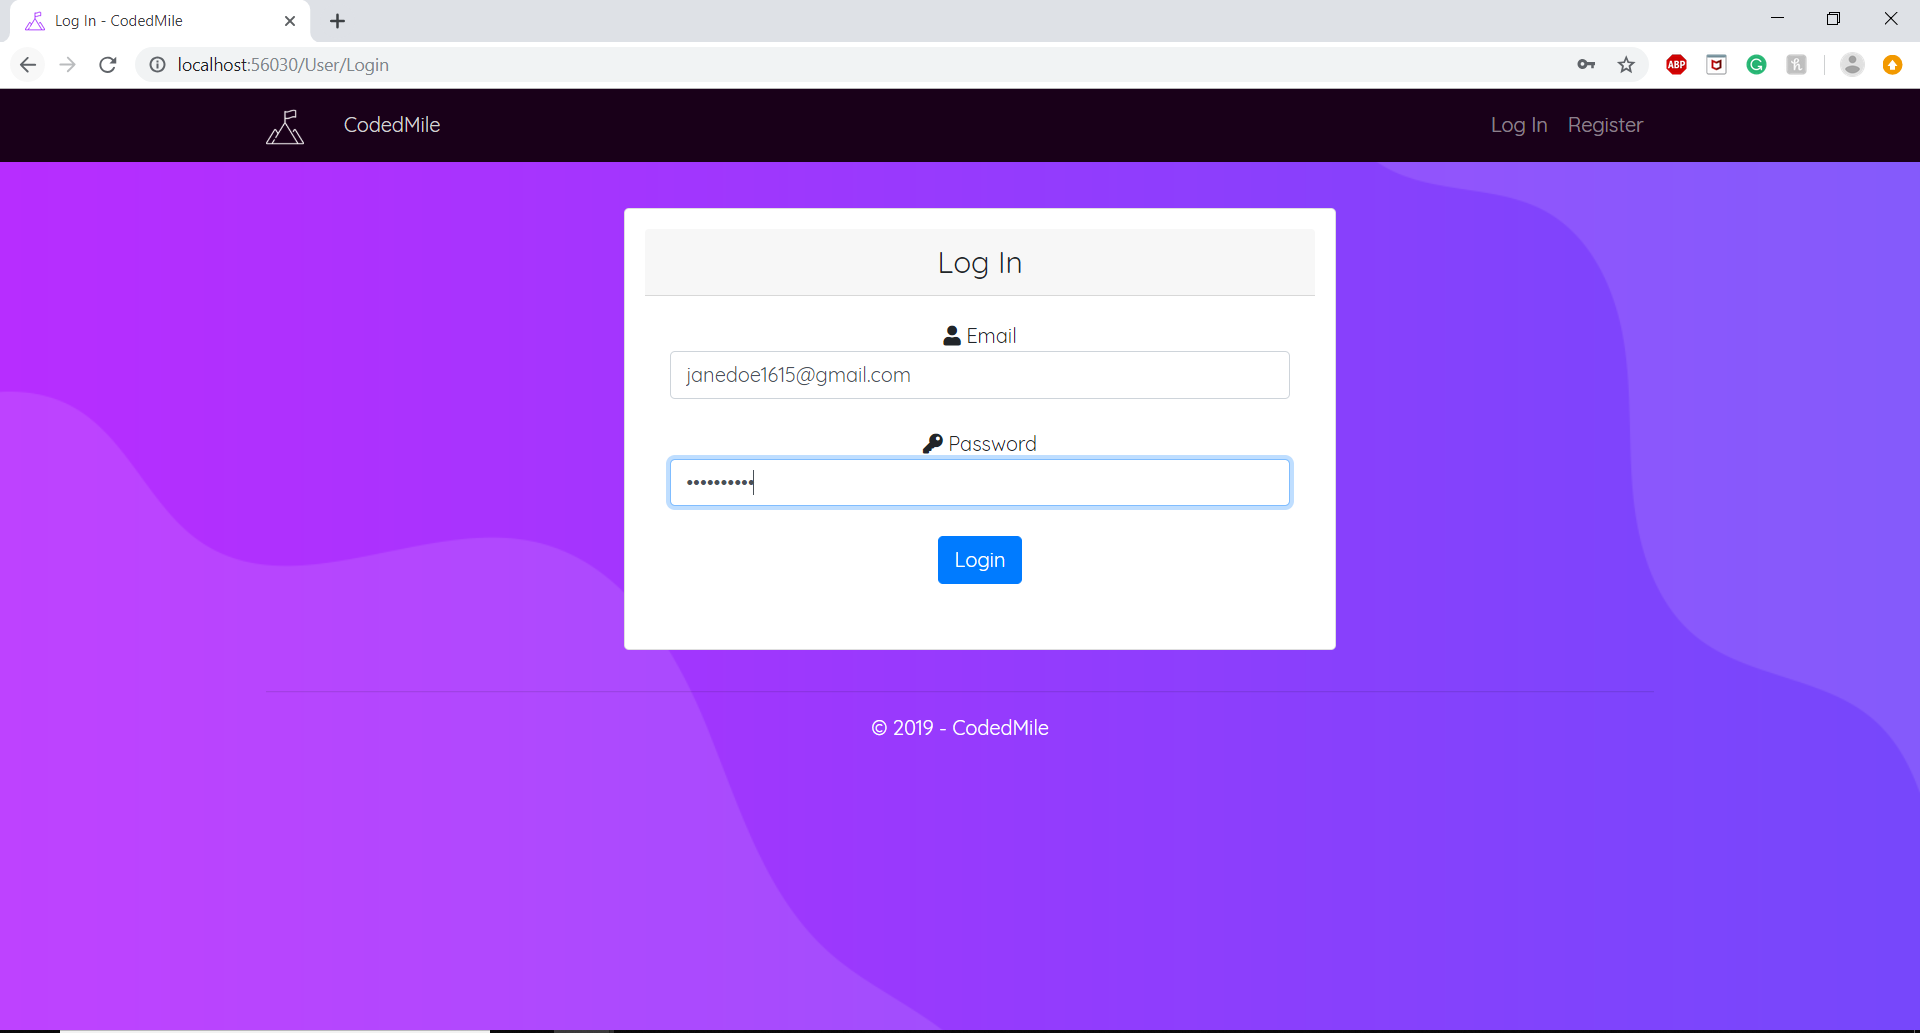 Log In - CodedMile
localhost:56030/User/Login
ABP
CodedMile
Log In Register
Log In
Email
janedoe1615@gmail.com
Password
••••••••••
Login
© 2019 - CodedMile